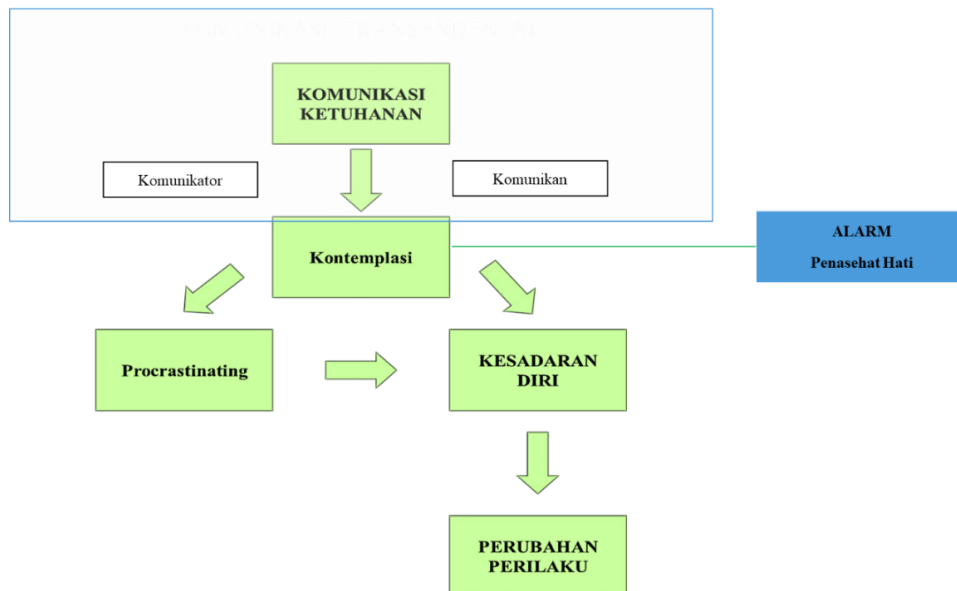 KOMUNIKASI
KETUHANAN
Komunikator
Komunikan
Kontemplasi
ALARM
Penasehat Hati
Procrastinating
KESADARAN
DIRI
PERUBAHAN
PERILAKU